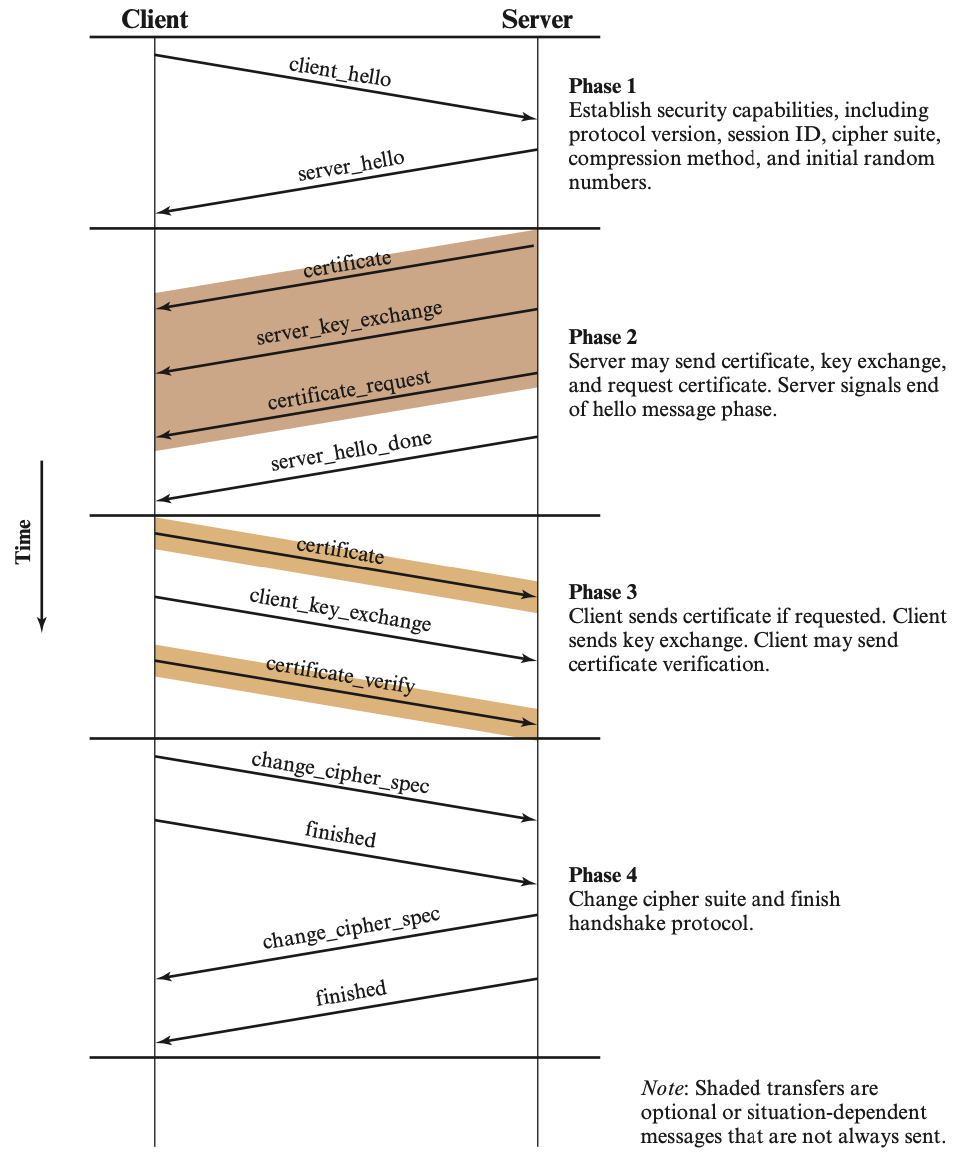 Client
Server
client_hello
Phase 1
Establish security capabilities, including
protocol version, session ID, cipher suite,
compression method, and initial random
numbers.
server_hello
certificate
server_key_exchange
certificate_request
server_hello_done
Phase 2
Server may send certificate, key exchange,
and request certificate. Server signals end
of hello message phase.
Time
certificate
client_key_exchange
certificate_verify
Phase 3
Client sends certificate if requested. Client
sends key exchange. Client may send
certificate verification.
change_cipher_spec
finished
change_cipher_spec
finished
Phase 4
Change cipher suite and finish
handshake protocol.
Note: Shaded transfers are
optional or situation-dependent
messages that are not always sent.